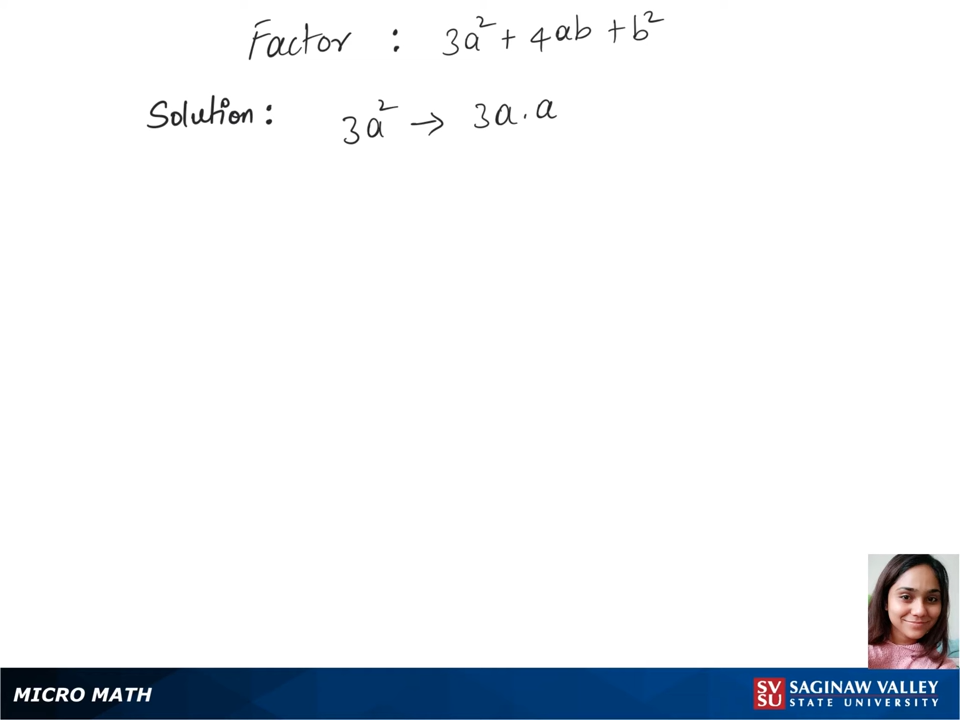 Factor : 3a² + 4ab + b²
Solution: 3a² → 3a . a
MICRO MATH
SV SU SAGINAW VALLEY
STATE UNIVERSITY